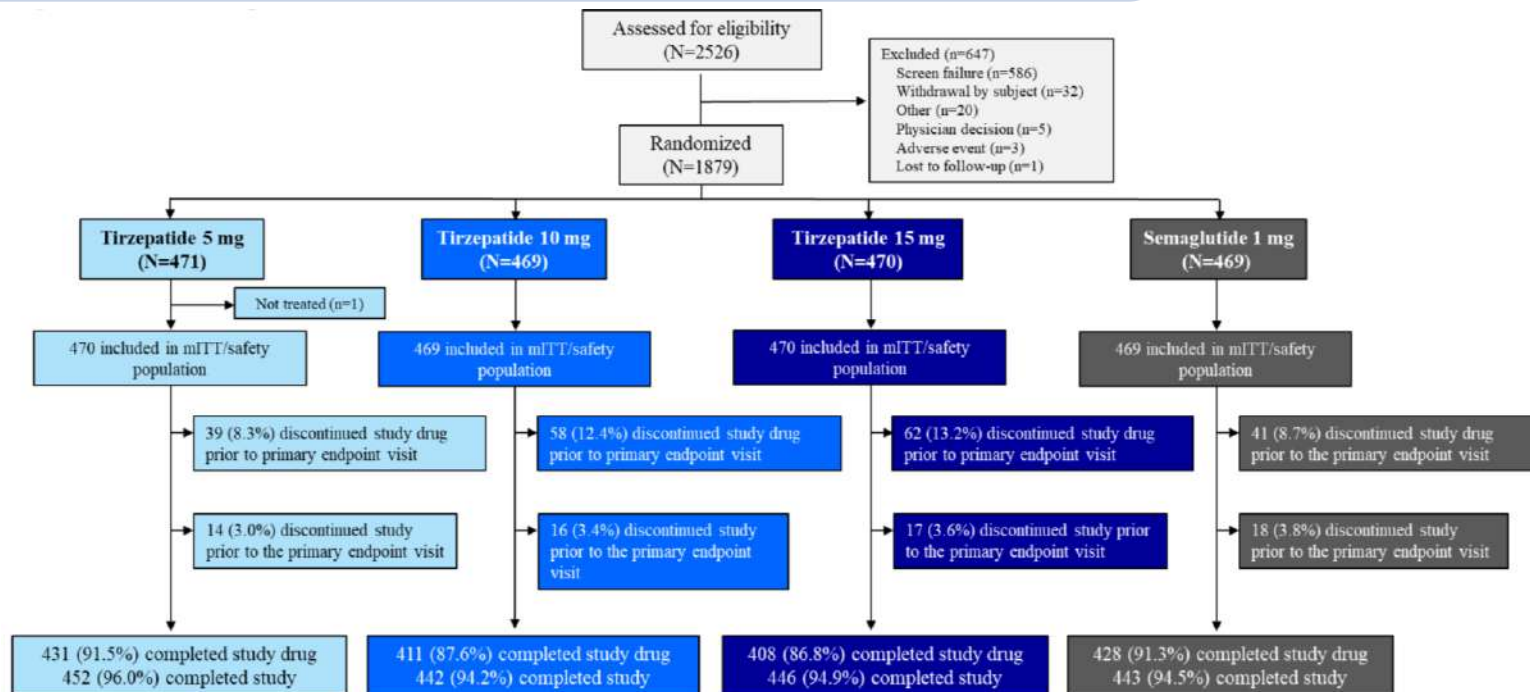 Assessed for eligibility
(N=2526)
Excluded (n=647)
Screen failure (n=586)
Withdrawal by subject (n=32)
Other (n=20)
Physician decision (n=5)
Adverse event (n=3)
Lost to follow-up (n=1)
Randomized
(N=1879)
Tirzepatide 5 mg
(N=471)
Tirzepatide 10 mg
(N=469)
Tirzepatide 15 mg
(N=470)
Semaglutide 1 mg
(N=469)
Not treated (n=1)
470 included in mITT/safety
population
469 included in mITT/safety
population
470 included in mITT/safety
population
469 included in mITT/safety
population
39 (8.3%) discontinued study drug
prior to primary endpoint visit
58 (12.4%) discontinued study drug
prior to primary endpoint visit
62 (13.2%) discontinued study drug
prior to primary endpoint visit
41 (8.7%) discontinued study drug
prior to primary endpoint visit
14 (3.0%) discontinued study
prior to the primary endpoint visit
16 (3.4%) discontinued study
prior to the primary endpoint
visit
17 (3.6%) discontinued study prior
to the primary endpoint visit
18 (3.8%) discontinued study
prior to the primary endpoint visit
431 (91.5%) completed study drug
452 (96.0%) completed study
411 (87.6%) completed study drug
442 (94.2%) completed study
408 (86.8%) completed study drug
446 (94.9%) completed study
428 (91.3%) completed study drug
443 (94.5%) completed study